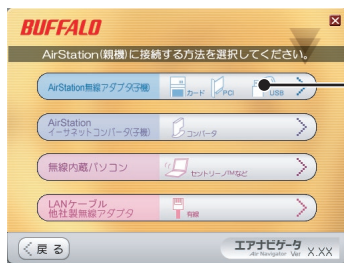 BUFFALO
AirStation(親機)に接続する方法を選択してください。
AirStation無線アダプタ(子機)
カード
PCI
USB
AirStation
イーサネットコンバータ(子機)
コンバータ
無線内蔵パソコン
セントリーノ™など
LANケーブル
他社製無線アダプタ
有線
戻る
エアナビゲータ
Air Navigator Ver X.XX